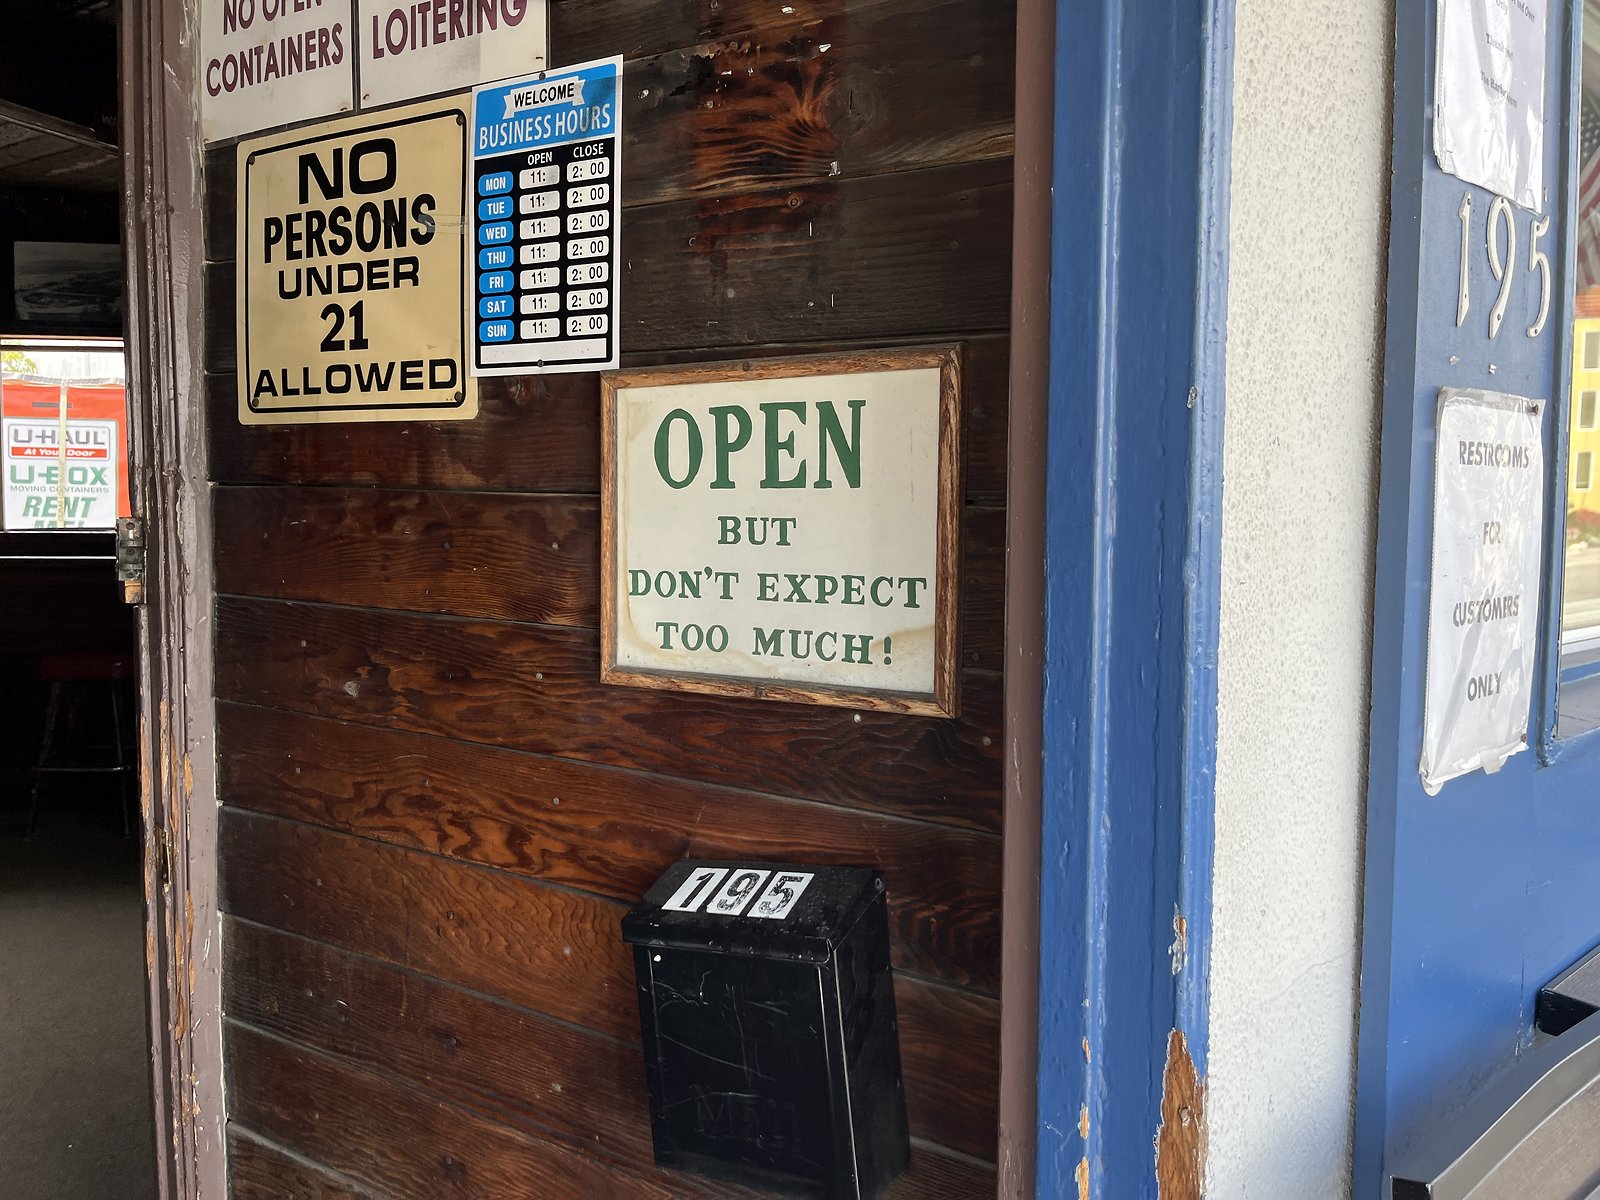 NO OPEN
CONTAINERS
LOITERING
NO
PERSONS
UNDER
21
ALLOWED
WELCOME
BUSINESS HOURS
OPEN CLOSE
MON 11: 2: 00
TUE 11: 2: 00
WED 11: 2: 00
THU 11: 2: 00
FRI 11: 2: 00
SAT 11: 2: 00
SUN 11: 2: 00
OPEN
BUT
DON'T EXPECT
TOO MUCH!
195
Mail
U-HAUL
At Your Door
U-BOX
MOVING CONTAINERS
RENT
195
RESTROOMS
FOR
CUSTOMERS
ONLY